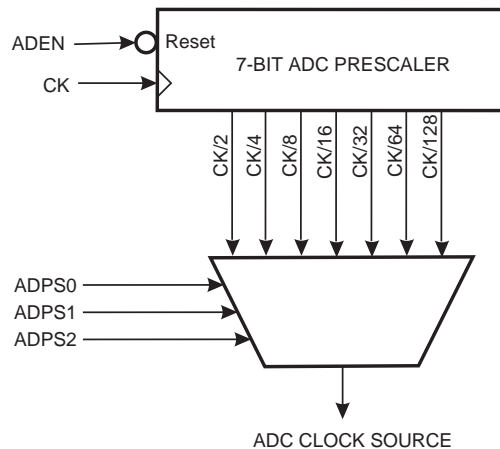 ADEN
Reset
7-BIT ADC PRESCALER
CK
CK/2
CK/4
CK/8
CK/16
CK/32
CK/64
CK/128
ADPS0
ADPS1
ADPS2
ADC CLOCK SOURCE